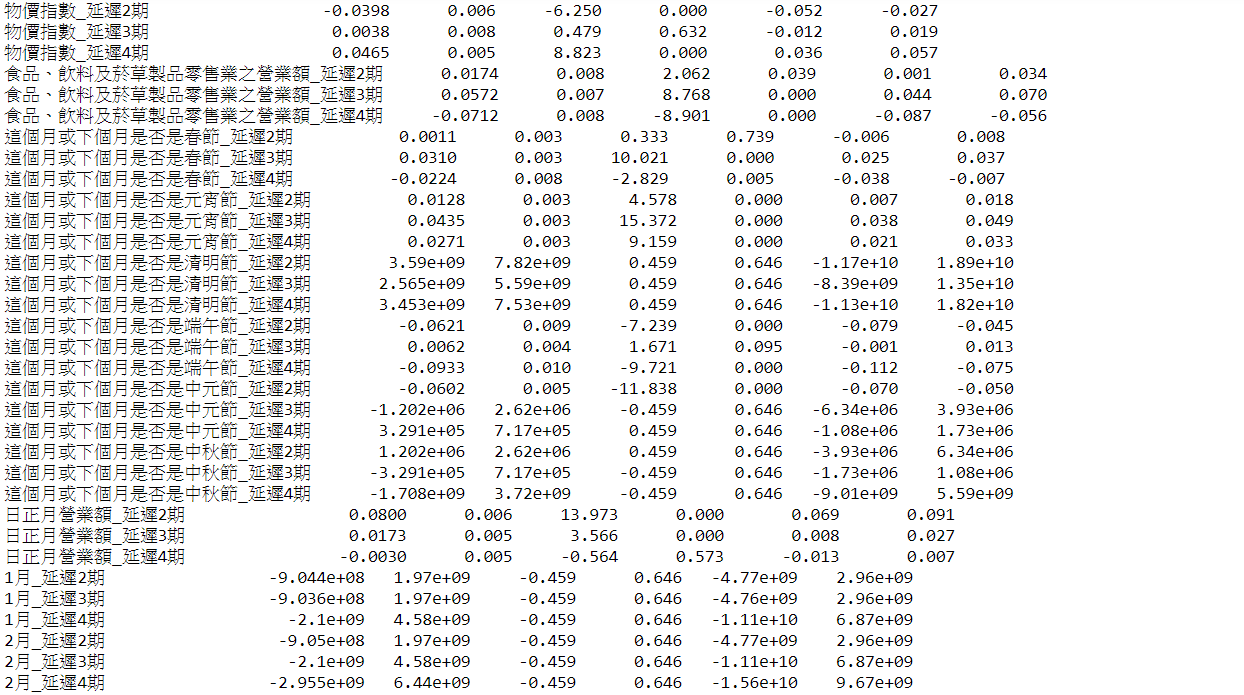 物價指數_延遲2期 -0.0398 0.006 -6.250 0.000 -0.052 -0.027
物價指數_延遲3期 0.0038 0.008 0.479 0.632 -0.012 0.019
物價指數_延遲4期 0.0465 0.005 8.823 0.000 0.036 0.057
食品、飲料及菸草製品零售業之營業額_延遲2期 0.0174 0.008 2.062 0.039 0.001 0.034
食品、飲料及菸草製品零售業之營業額_延遲3期 0.0572 0.007 8.768 0.000 0.044 0.070
食品、飲料及菸草製品零售業之營業額_延遲4期 -0.0712 0.008 -8.901 0.000 -0.087 -0.056
這個月或下個月是否是春節_延遲2期 0.0011 0.003 0.333 0.739 -0.006 0.008
這個月或下個月是否是春節_延遲3期 0.0310 0.003 10.021 0.000 0.025 0.037
這個月或下個月是否是春節_延遲4期 -0.0224 0.008 -2.829 0.005 -0.038 -0.007
這個月或下個月是否是元宵節_延遲2期 0.0128 0.003 4.578 0.000 0.007 0.018
這個月或下個月是否是元宵節_延遲3期 0.0435 0.003 15.372 0.000 0.038 0.049
這個月或下個月是否是元宵節_延遲4期 0.0271 0.003 9.159 0.000 0.021 0.033
這個月或下個月是否是清明節_延遲2期 3.59e+09 7.82e+09 0.459 0.646 -1.17e+10 1.89e+10
這個月或下個月是否是清明節_延遲3期 2.565e+09 5.59e+09 0.459 0.646 -8.39e+09 1.35e+10
這個月或下個月是否是清明節_延遲4期 3.453e+09 7.53e+09 0.459 0.646 -1.13e+10 1.82e+10
這個月或下個月是否是端午節_延遲2期 -0.0621 0.009 -7.239 0.000 -0.079 -0.045
這個月或下個月是否是端午節_延遲3期 0.0062 0.004 1.671 0.095 -0.001 0.013
這個月或下個月是否是端午節_延遲4期 -0.0933 0.010 -9.721 0.000 -0.112 -0.075
這個月或下個月是否是中元節_延遲2期 -0.0602 0.005 -11.838 0.000 -0.070 -0.050
這個月或下個月是否是中元節_延遲3期 -1.202e+06 2.62e+06 -0.459 0.646 -6.34e+06 3.93e+06
這個月或下個月是否是中元節_延遲4期 3.291e+05 7.17e+05 0.459 0.646 -1.08e+06 1.73e+06
這個月或下個月是否是中秋節_延遲2期 1.202e+06 2.62e+06 0.459 0.646 -3.93e+06 6.34e+06
這個月或下個月是否是中秋節_延遲3期 -3.291e+05 7.17e+05 -0.459 0.646 -1.73e+06 1.08e+06
這個月或下個月是否是中秋節_延遲4期 -1.708e+09 3.72e+09 -0.459 0.646 -9.01e+09 5.59e+09
日正月營業額_延遲2期 0.0800 0.006 13.973 0.000 0.069 0.091
日正月營業額_延遲3期 0.0173 0.005 3.566 0.000 0.008 0.027
日正月營業額_延遲4期 -0.0030 0.005 -0.564 0.573 -0.013 0.007
1月_延遲2期 -9.044e+08 1.97e+09 -0.459 0.646 -4.77e+09 2.96e+09
1月_延遲3期 -9.036e+08 1.97e+09 -0.459 0.646 -4.76e+09 2.96e+09
1月_延遲4期 -2.1e+09 4.58e+09 -0.459 0.646 -1.11e+10 6.87e+09
2月_延遲2期 -9.05e+08 1.97e+09 -0.459 0.646 -4.77e+09 2.96e+09
2月_延遲3期 -2.1e+09 4.58e+09 -0.459 0.646 -1.11e+10 6.87e+09
2月_延遲4期 -2.955e+09 6.44e+09 -0.459 0.646 -1.56e+10 9.67e+09